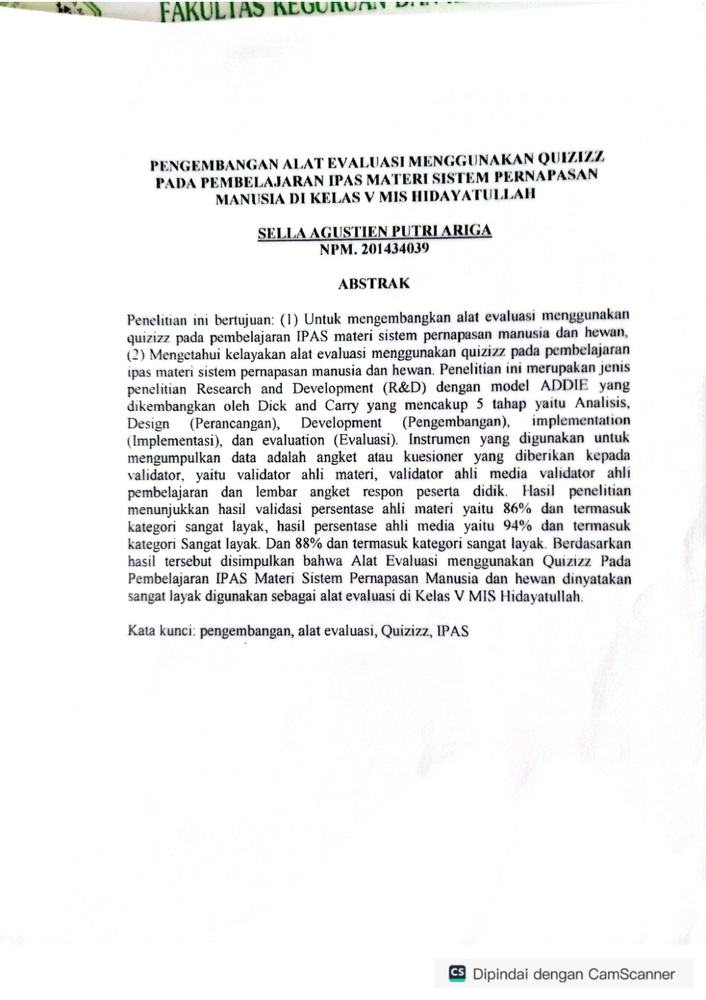 FAKULTAS KEGURUAN DAN
PENGEMBANGAN ALAT EVALUASI MENGGUNAKAN QUIZIZZ
PADA PEMBELAJARAN IPAS MATERI SISTEM PERNAPASAN
MANUSIA DI KELAS V MIS HIDAYATULLAH
SELLA AGUSTIEN PUTRI ARIGA
NPM. 201434039
ABSTRAK
Penelitian ini bertujuan: (1) Untuk mengembangkan alat evaluasi menggunakan
quizizz pada pembelajaran IPAS materi sistem pernapasan manusia dan hewan,
(2) Mengetahui kelayakan alat evaluasi menggunakan quizizz pada pembelajaran
ipas materi sistem pernapasan manusia dan hewan. Penelitian ini merupakan jenis
penelitian Research and Development (R&D) dengan model ADDIE yang
dikembangkan oleh Dick and Carry yang mencakup 5 tahap yaitu Analisis,
Design (Perancangan), Development (Pengembangan), implementation
(Implementasi), dan evaluation (Evaluasi). Instrumen yang digunakan untuk
mengumpulkan data adalah angket atau kuesioner yang diberikan kepada
validator, yaitu validator ahli materi, validator ahli media validator ahli
pembelajaran dan lembar angket respon peserta didik. Hasil penelitian
menunjukkan hasil validasi persentase ahli materi yaitu 86% dan termasuk
kategori sangat layak, hasil persentase ahli media yaitu 94% dan termasuk
kategori Sangat layak. Dan 88% dan termasuk kategori sangat layak. Berdasarkan
hasil tersebut disimpulkan bahwa Alat Evaluasi menggunakan Quizizz Pada
Pembelajaran IPAS Materi Sistem Pernapasan Manusia dan hewan dinyatakan
sangat layak digunakan sebagai alat evaluasi di Kelas V MIS Hidayatullah.
Kata kunci: pengembangan, alat evaluasi, Quizizz, IPAS
CS Dipindai dengan CamScanner